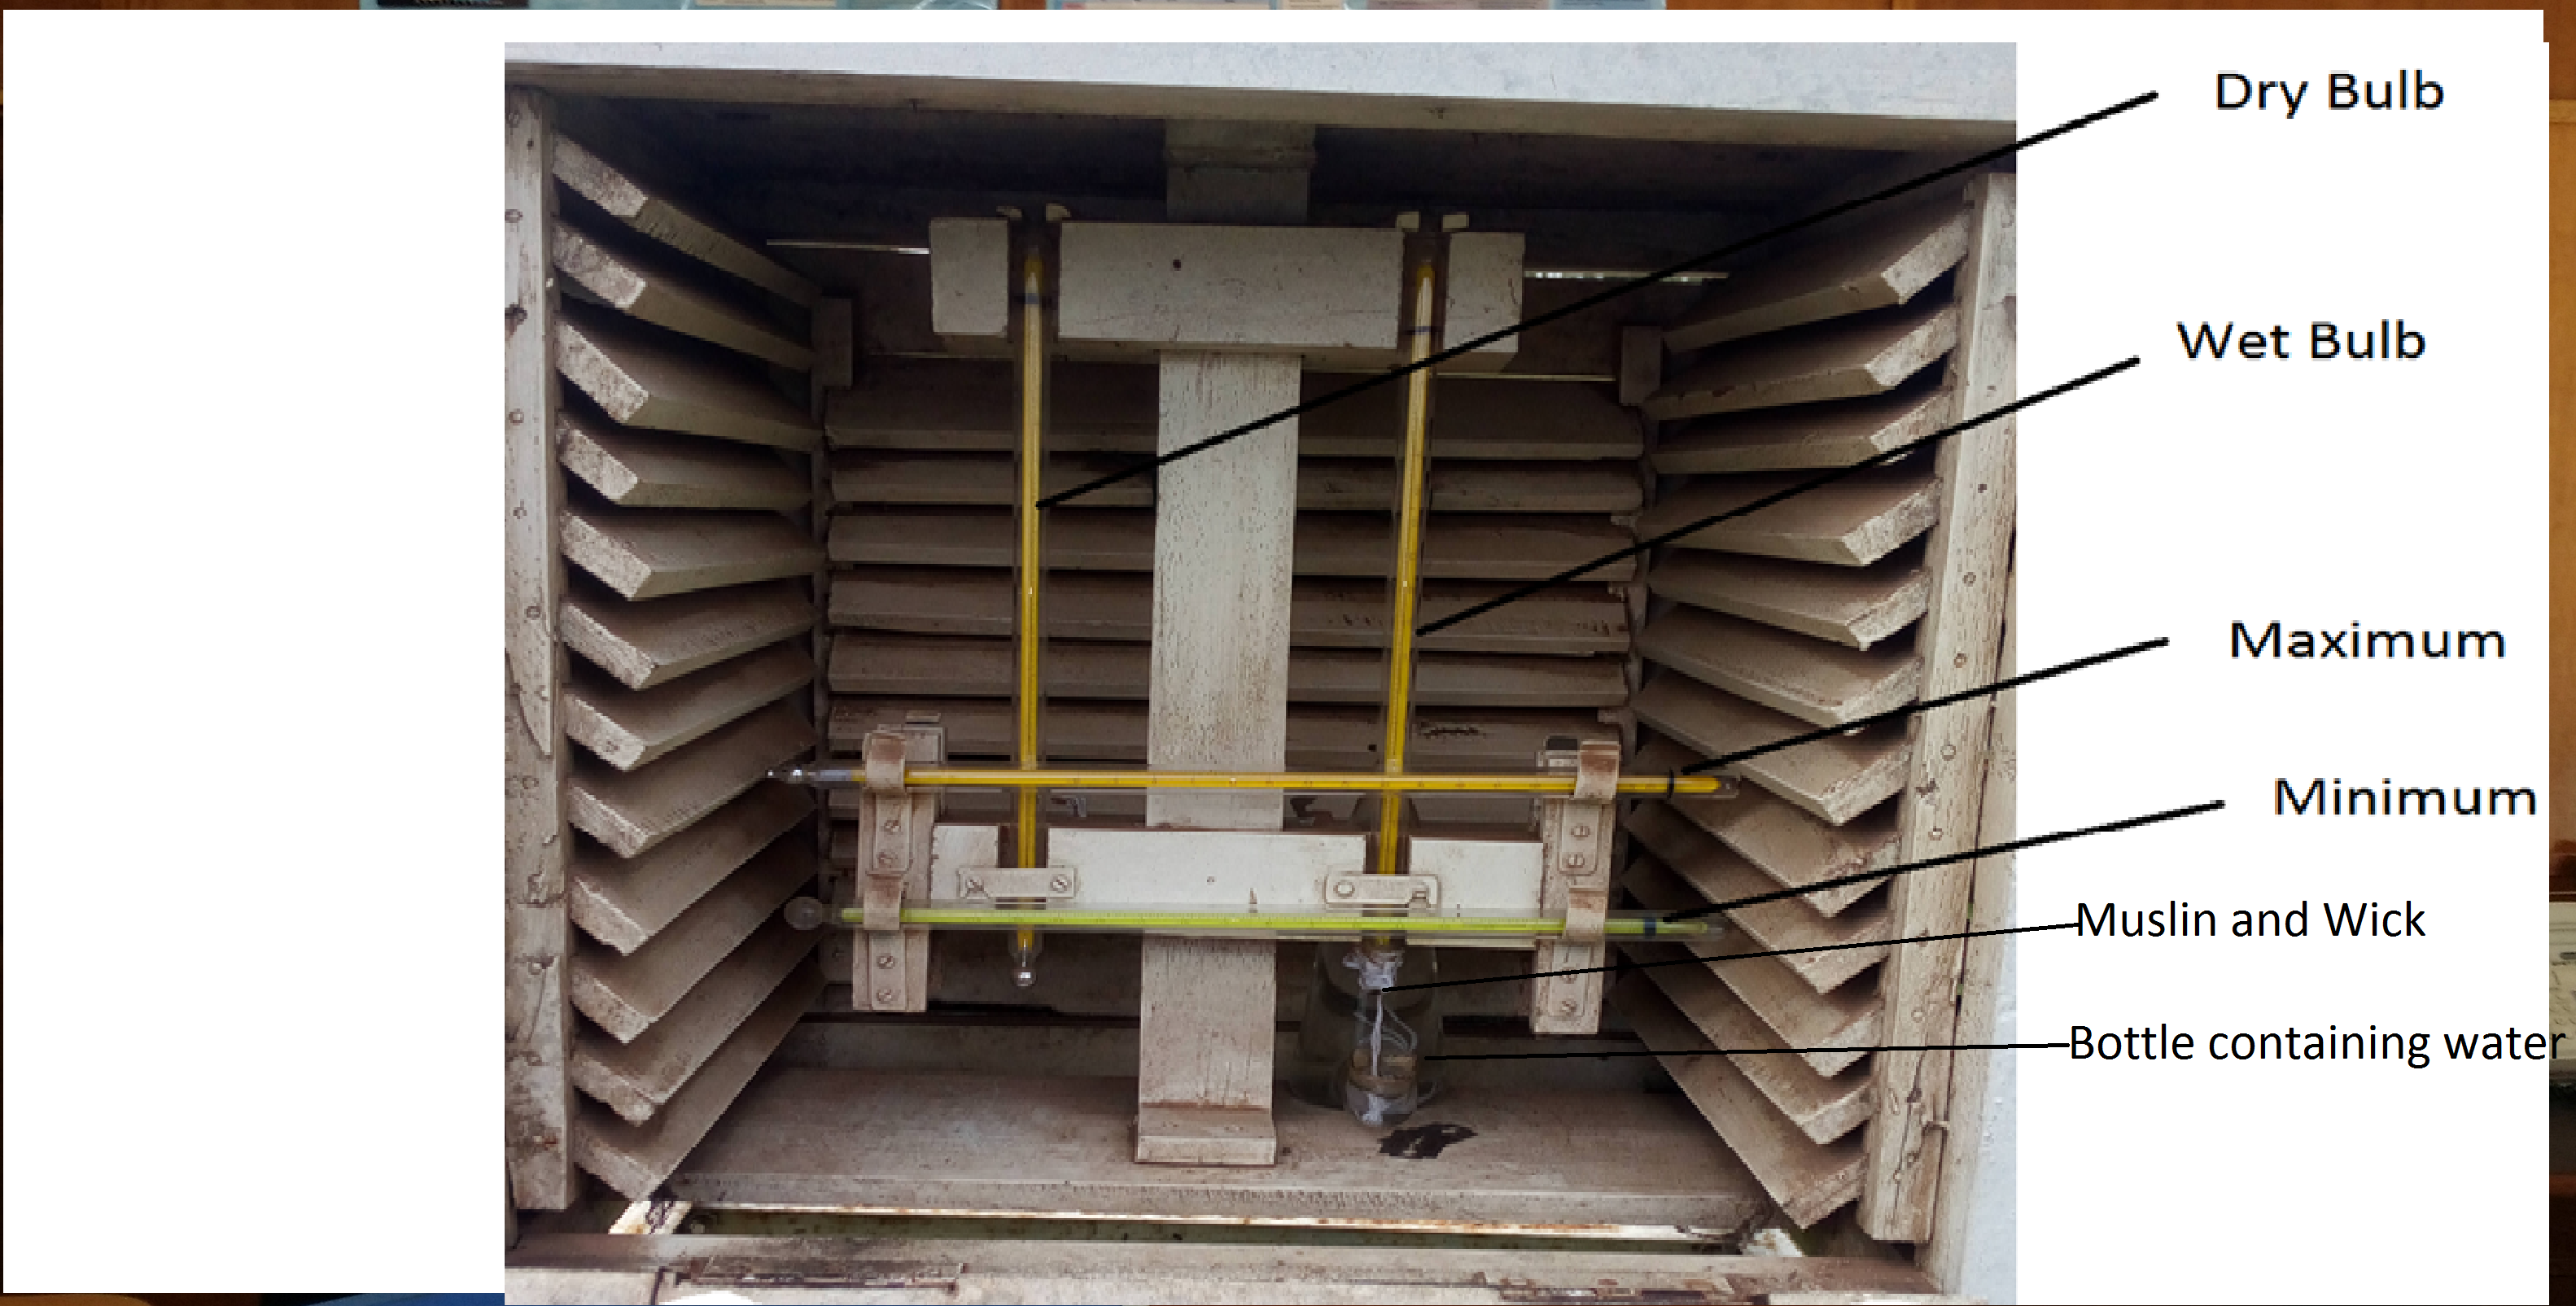 Dry Bulb
Wet Bulb
Maximum
Minimum
Muslin and Wick
Bottle containing water